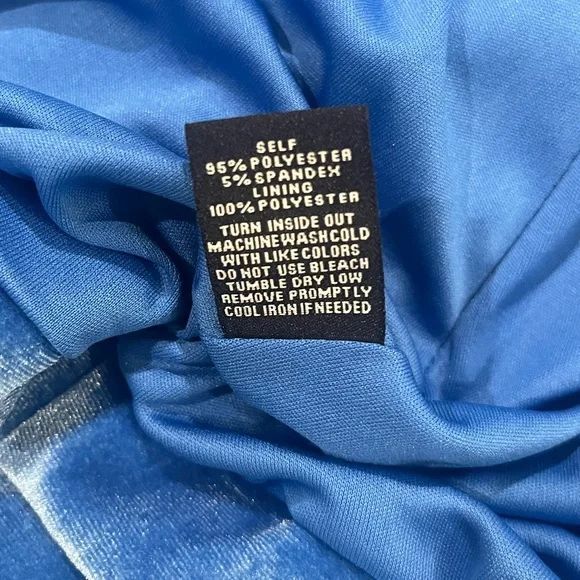 SELF
95% POLYESTER
5% SPANDEX
LINING
100% POLYESTER
TURN INSIDE OUT
MACHINE WASH COLD
WITH LIKE COLORS
DO NOT USE BLEACH
TUMBLE DRY LOW
REMOVE PROMPTLY
COOL IRON IF NEEDED